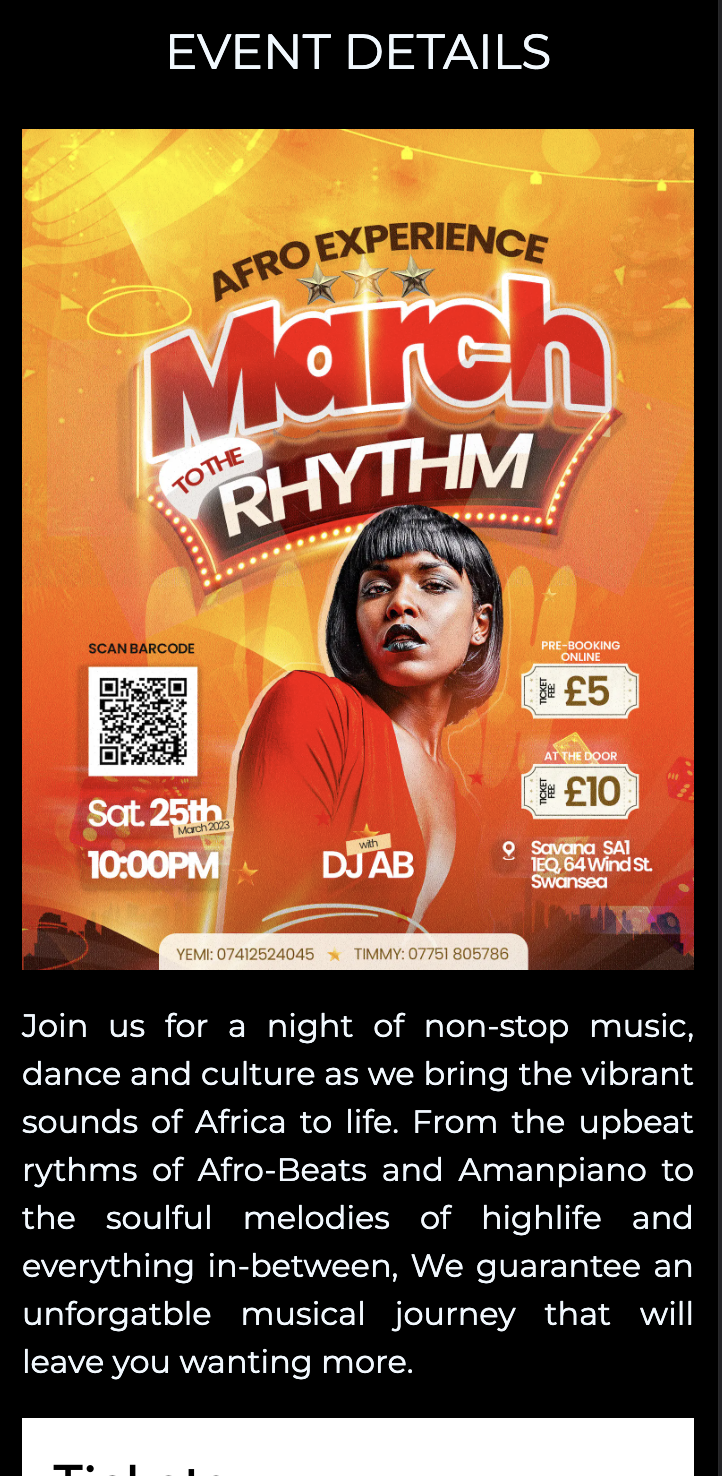 EVENT DETAILS
AFRO EXPERIENCE
March
TO THE
RHYTHM
SCAN BARCODE
Sat. 25th
March 2023
10:00PM
with
DJ AB
PRE-BOOKING
ONLINE
TICKET
FEE:
£5
AT THE DOOR
TICKET
FEE:
£10
Savana SA1
1EQ, 64 Wind St.
Swansea
YEMI: 07412524045 TIMMY: 07751 805786
Join us for a night of non-stop music,
dance and culture as we bring the vibrant
sounds of Africa to life. From the upbeat
rythms of Afro-Beats and Amanpiano to
the soulful melodies of highlife and
everything in-between, We guarantee an
unforgatble musical journey that will
leave you wanting more.